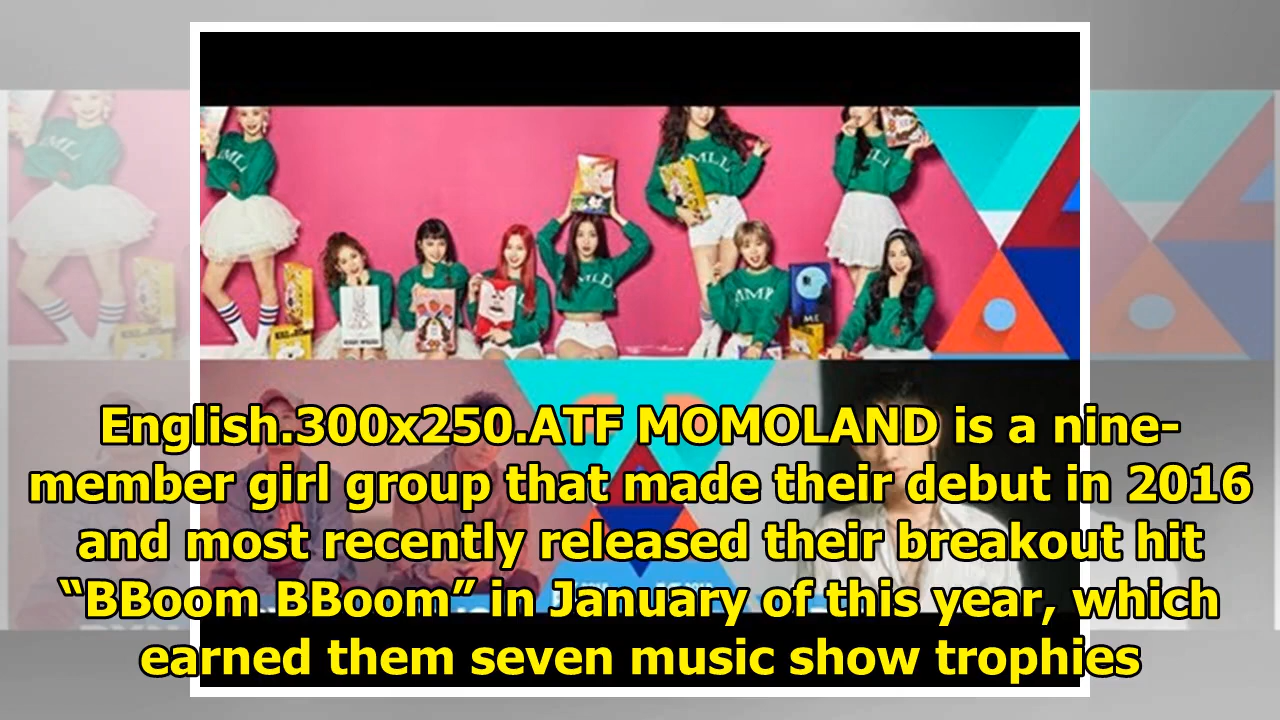 English.300x250.ATF MOMOLAND is a nine-
member girl group that made their debut in 2016
and most recently released their breakout hit
“BBoom BBoom” in January of this year, which
earned them seven music show trophies